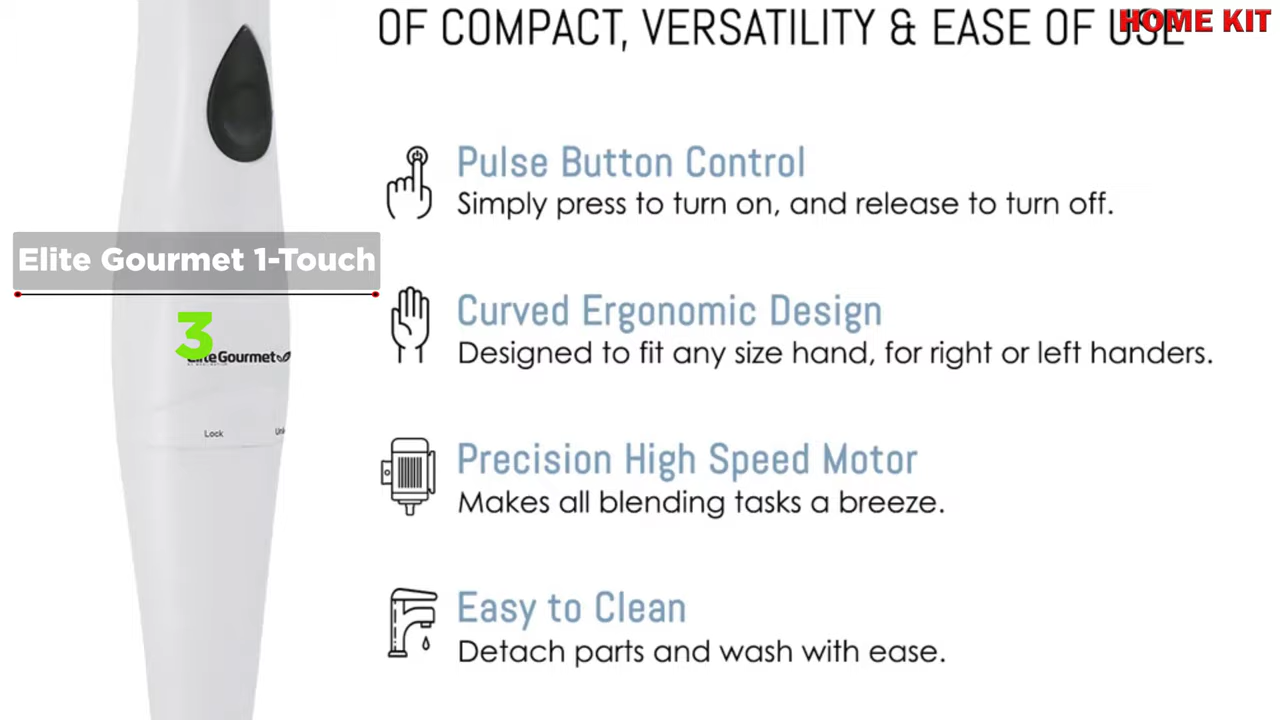 OF COMPACT, VERSATILITY & EASE OF USE
HOME KIT
Pulse Button Control
Simply press to turn on, and release to turn off.
Elite Gourmet 1-Touch
3
Elite Gourmet
Curved Ergonomic Design
Designed to fit any size hand, for right or left handers.
Lock
Precision High Speed Motor
Makes all blending tasks a breeze.
Easy to Clean
Detach parts and wash with ease.